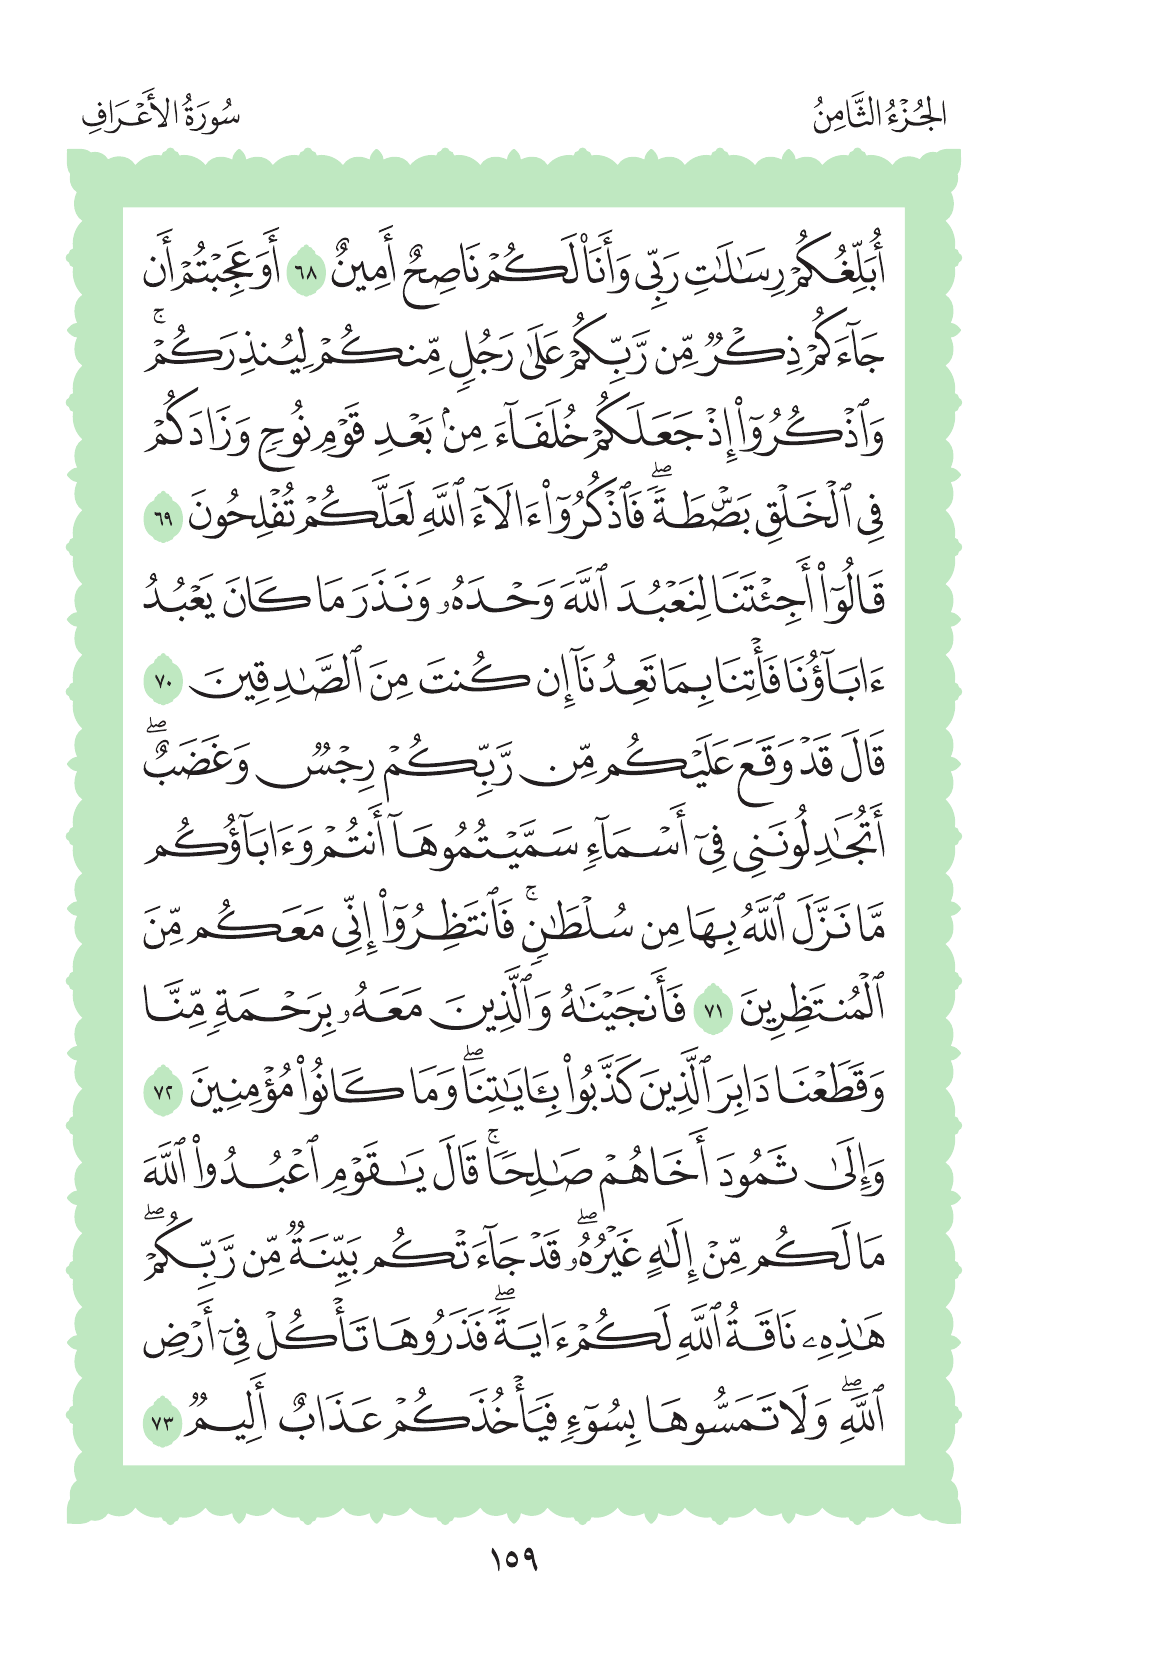 الجُزْءُ الثَّامِنُ
سُورَةُ الأَعْرَافِ
أُبَلِّغُكُمْ رِسَٰلَٰتِ رَبِّي وَأَنَا۠ لَكُمْ نَاصِحٌ أَمِينٌ ٦٨ أَوَعَجِبْتُمْ أَن
جَآءَكُمْ ذِكْرٌ مِّن رَّبِّكُمْ عَلَىٰ رَجُلٍ مِّنكُمْ لِيُنذِرَكُمْۚ
وَٱذْكُرُوٓا۟ إِذْ جَعَلَكُمْ خُلَفَآءَ مِنۢ بَعْدِ قَوْمِ نُوحٍ وَزَادَكُمْ
فِي ٱلْخَلْقِ بَصْۜطَةًۖ فَٱذْكُرُوٓا۟ ءَالَآءَ ٱللَّهِ لَعَلَّكُمْ تُفْلِحُونَ ٦٩
قَالُوٓا۟ أَجِئْتَنَا لِنَعْبُدَ ٱللَّهَ وَحْدَهُۥ وَنَذَرَ مَا كَانَ يَعْبُدُ
ءَابَآؤُنَا فَأْتِنَا بِمَا تَعِدُنَآ إِن كُنتَ مِنَ ٱلصَّٰدِقِينَ ٧٠
قَالَ قَدْ وَقَعَ عَلَيْكُم مِّن رَّبِّكُمْ رِجْسٌ وَغَضَبٌۖ
أَتُجَٰدِلُونَنِي فِيٓ أَسْمَآءٍ سَمَّيْتُمُوهَآ أَنتُمْ وَءَابَآؤُكُم
مَّا نَزَّلَ ٱللَّهُ بِهَا مِن سُلْطَٰنٍۚ فَٱنتَظِرُوٓا۟ إِنِّي مَعَكُم مِّنَ
ٱلْمُنتَظِرِينَ ٧١ فَأَنجَيْنَٰهُ وَٱلَّذِينَ مَعَهُۥ بِرَحْمَةٍ مِّنَّا
وَقَطَعْنَا دَابِرَ ٱلَّذِينَ كَذَّبُوا۟ بِـَٔايَٰتِنَاۖ وَمَا كَانُوا۟ مُؤْمِنِينَ ٧٢
وَإِلَىٰ ثَمُودَ أَخَاهُمْ صَٰلِحًاۚ قَالَ يَٰقَوْمِ ٱعْبُدُوا۟ ٱللَّهَ
مَا لَكُم مِّنْ إِلَٰهٍ غَيْرُهُۥۖ قَدْ جَآءَتْكُم بَيِّنَةٌ مِّن رَّبِّكُمْۖ
هَٰذِهِۦ نَاقَةُ ٱللَّهِ لَكُمْ ءَايَةًۖ فَذَرُوهَا تَأْكُلْ فِيٓ أَرْضِ
ٱللَّهِۖ وَلَا تَمَسُّوهَا بِسُوٓءٍ فَيَأْخُذَكُمْ عَذَابٌ أَلِيمٌ ٧٣
١٥٩